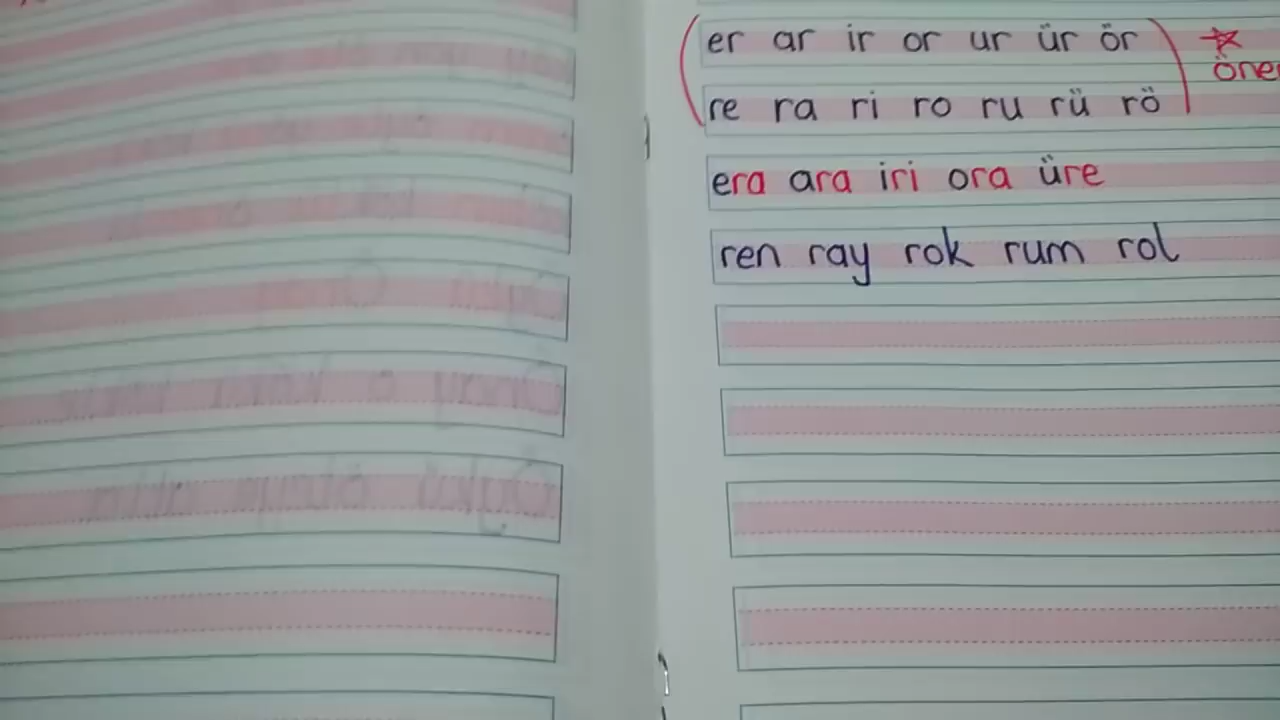 er ar ir or ur ür ör
re ra ri ro ru rü rö
era ara iri ora üre
ren ray rok rum rol